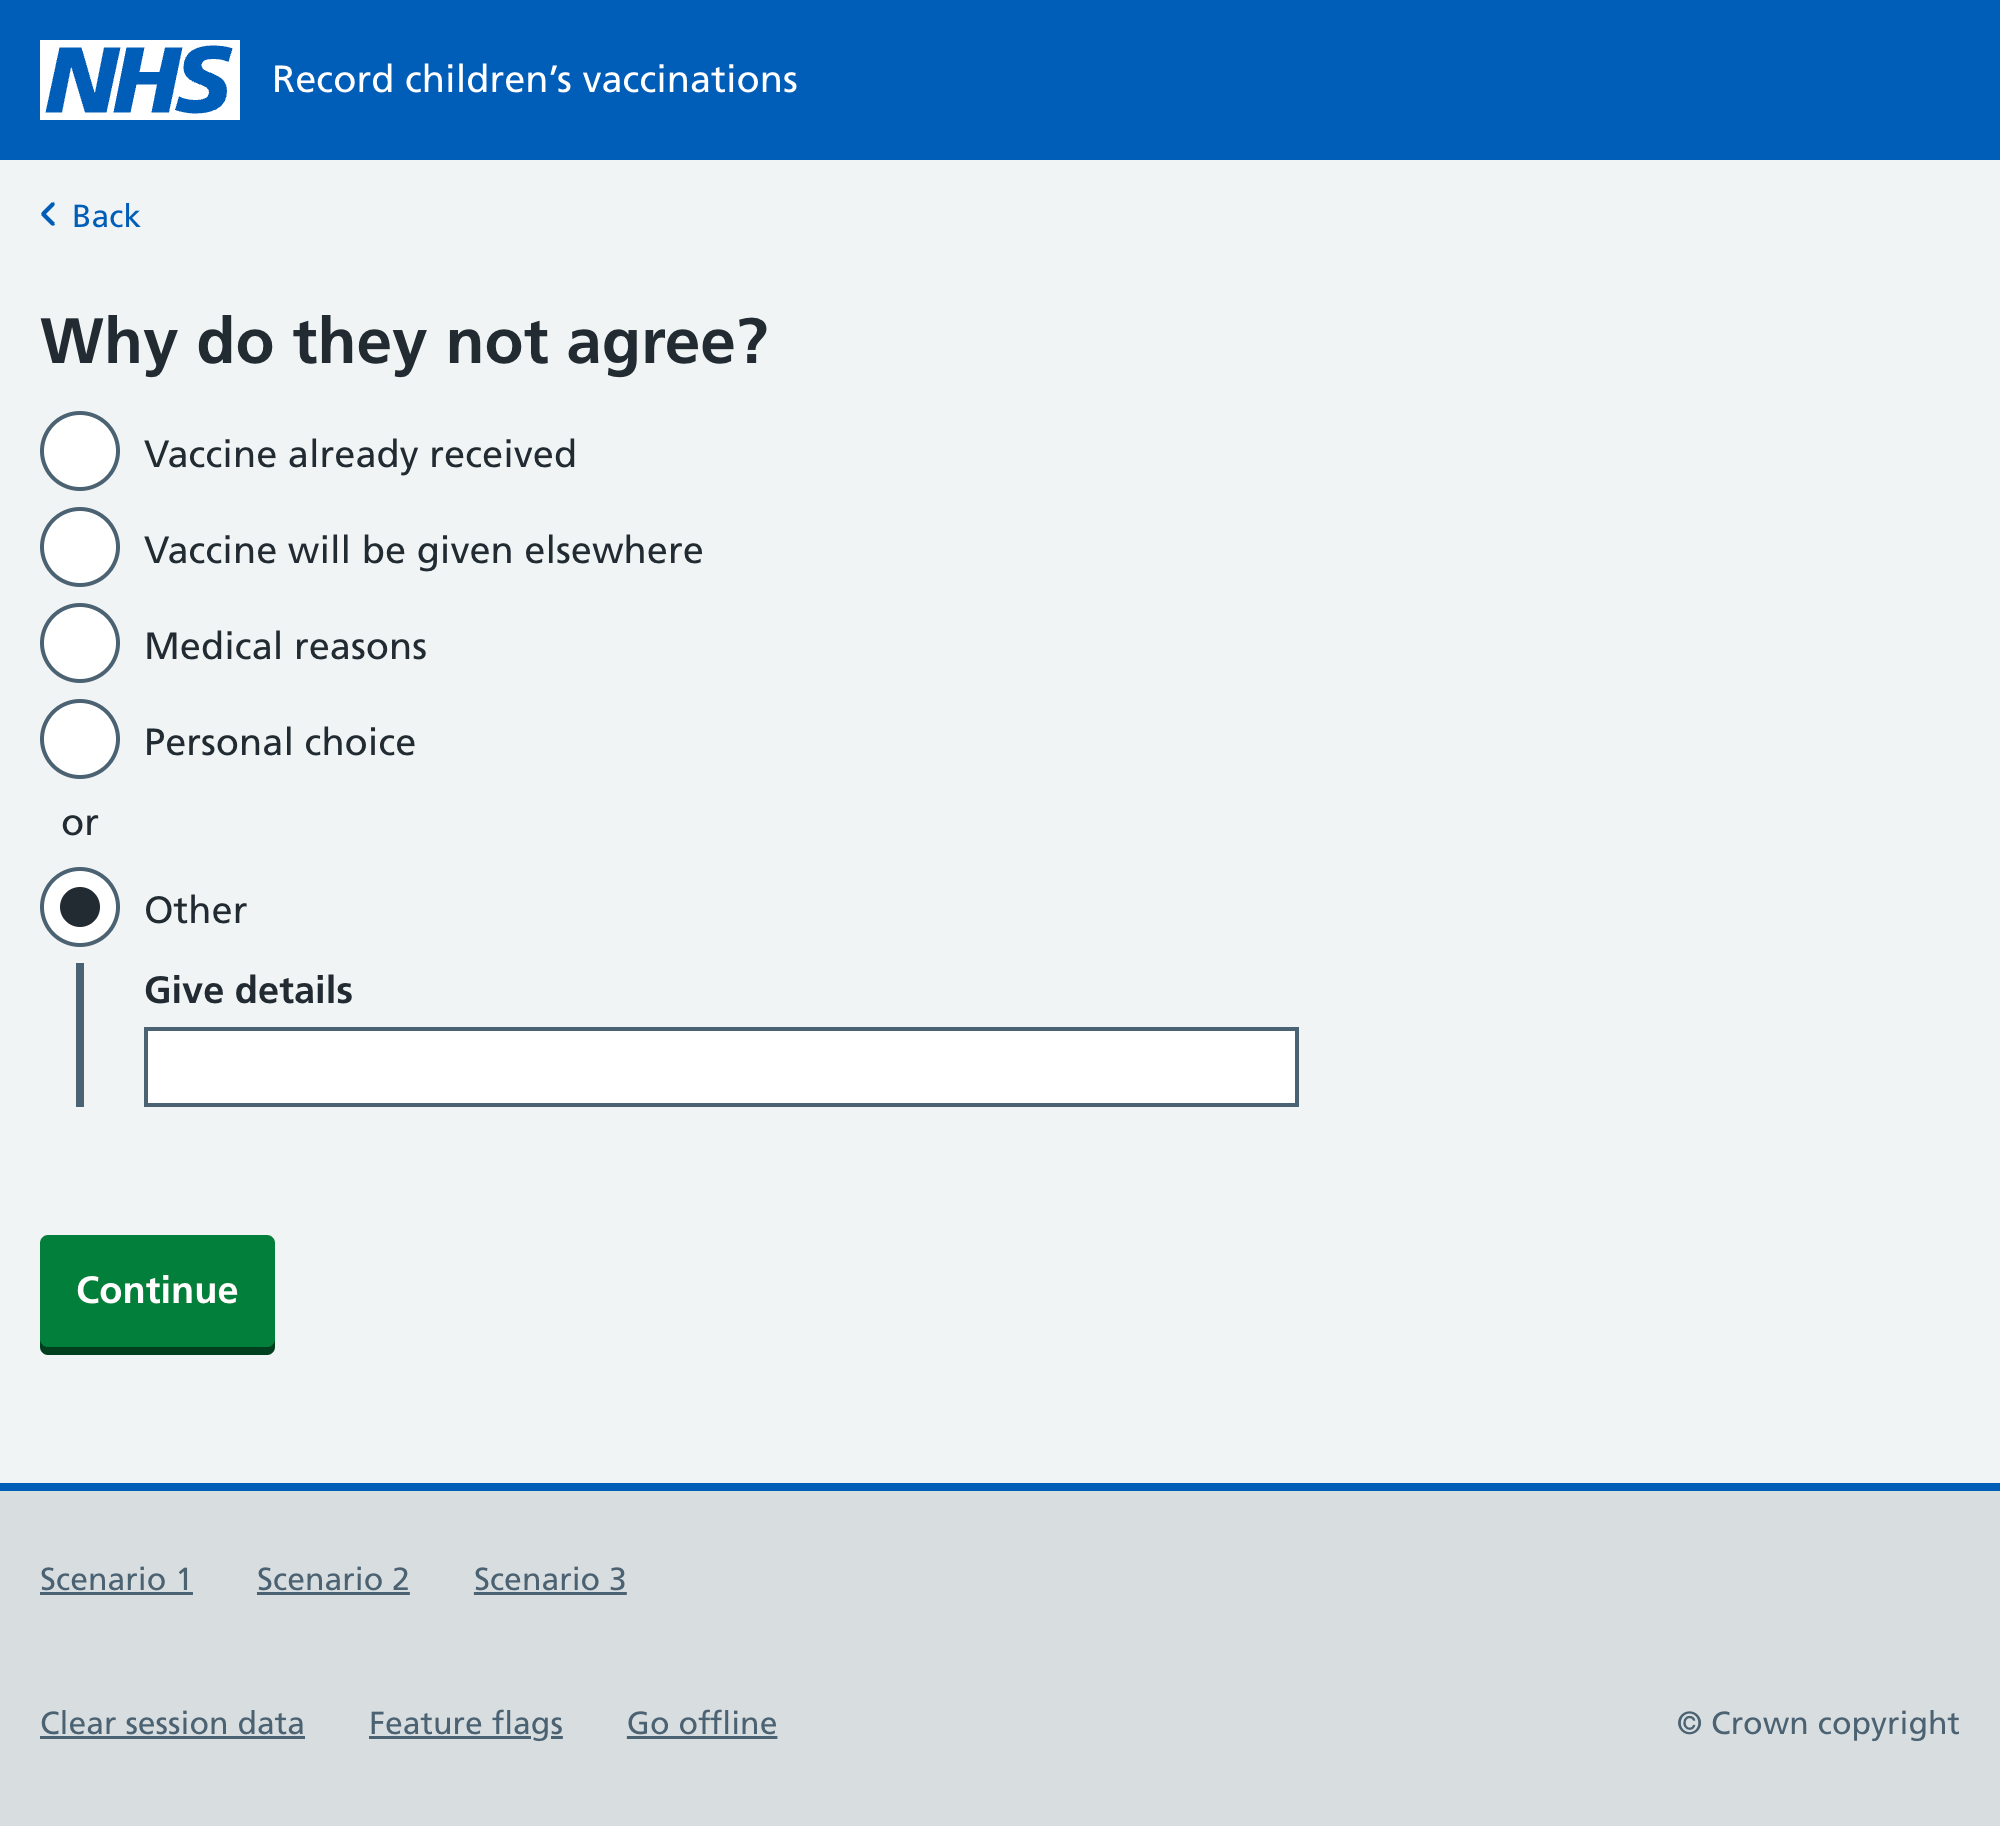 NHS
Record children’s vaccinations
Back
Why do they not agree?
Vaccine already received
Vaccine will be given elsewhere
Medical reasons
Personal choice
or
Other
Give details
Continue
Scenario 1 Scenario 2 Scenario 3
Clear session data Feature flags Go offline © Crown copyright